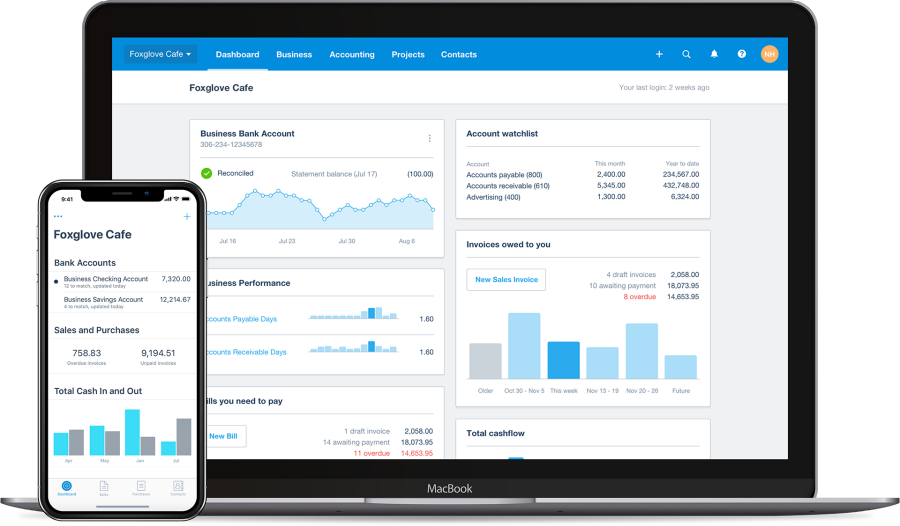 Foxglove Cafe
Dashboard
Business
Accounting
Projects
Contacts
NH
Foxglove Cafe
Your last login: 2 weeks ago
Business Bank Account
306-234-12345678
Reconciled
Statement balance (Jul 17)
(100.00)
Jul 16
Jul 23
Jul 30
Aug 6
usiness Performance
ccounts Payable Days
1.60
ccounts Receivable Days
1.60
ills you need to pay
New Bill
1 draft invoice 2,058.00
14 awaiting payment 18,073.95
11 overdue 14,653.95
Account watchlist
Account This month Year to date
Accounts payable (800) 2,400.00 234,567.00
Accounts receivable (610) 5,345.00 432,748.00
Advertising (400) 1,300.00 6,324.00
Invoices owed to you
New Sales Invoice
4 draft invoices 2,058.00
10 awaiting payment 18,073.95
8 overdue 14,653.95
Older
Oct 30 - Nov 5
This week
Nov 13 - 19
Nov 20 - 26
Future
Total cashflow
MacBook
9:41
Foxglove Cafe
Bank Accounts
Business Checking Account 7,320.00
12 to match, updated today
Business Savings Account 12,214.67
4 to match, updated today
Sales and Purchases
758.83 9,194.51
Overdue invoices Unpaid invoices
Total Cash In and Out
Apr
May
Jan
Jul
Dashboard
Sales
Purchases
Contacts